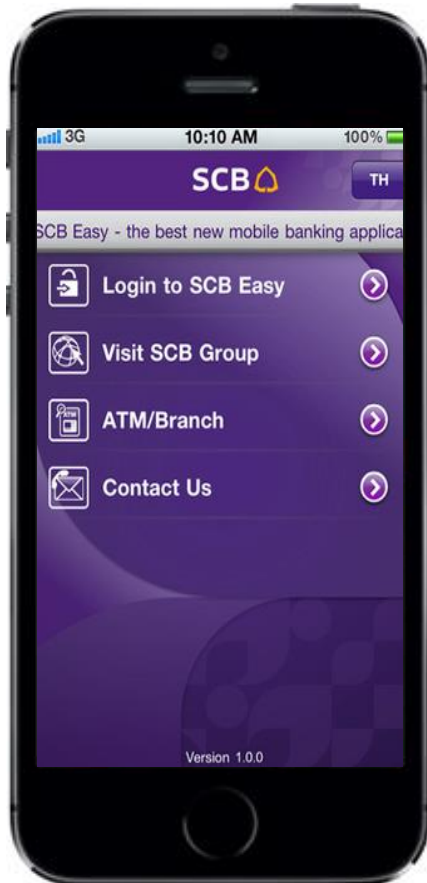 3G 10:10 AM 100%
SCB TH
SCB Easy - the best new mobile banking applica
Login to SCB Easy
Visit SCB Group
ATM
ATM/Branch
Contact Us
Version 1.0.0